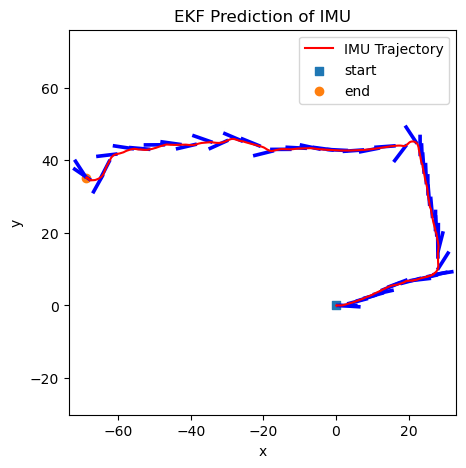 EKF Prediction of IMU
IMU Trajectory
start
end
60
40
20
0
−20
y
−60
−40
−20
0
20
x